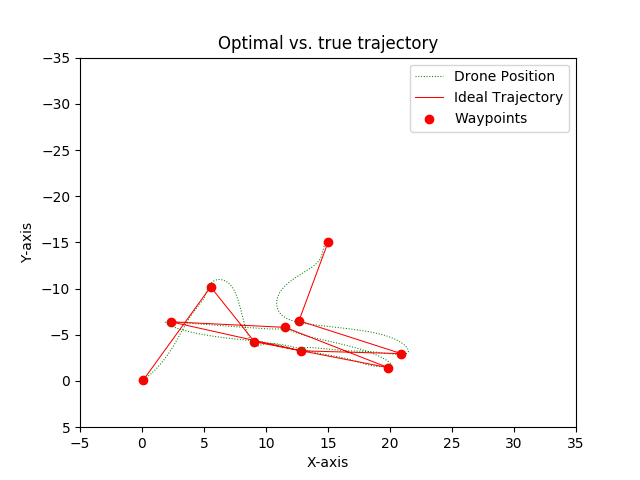 Optimal vs. true trajectory
Drone Position
Ideal Trajectory
Waypoints
Y-axis
−35
−30
−25
−20
−15
−10
−5
0
5
−5 0 5 10 15 20 25 30 35
X-axis